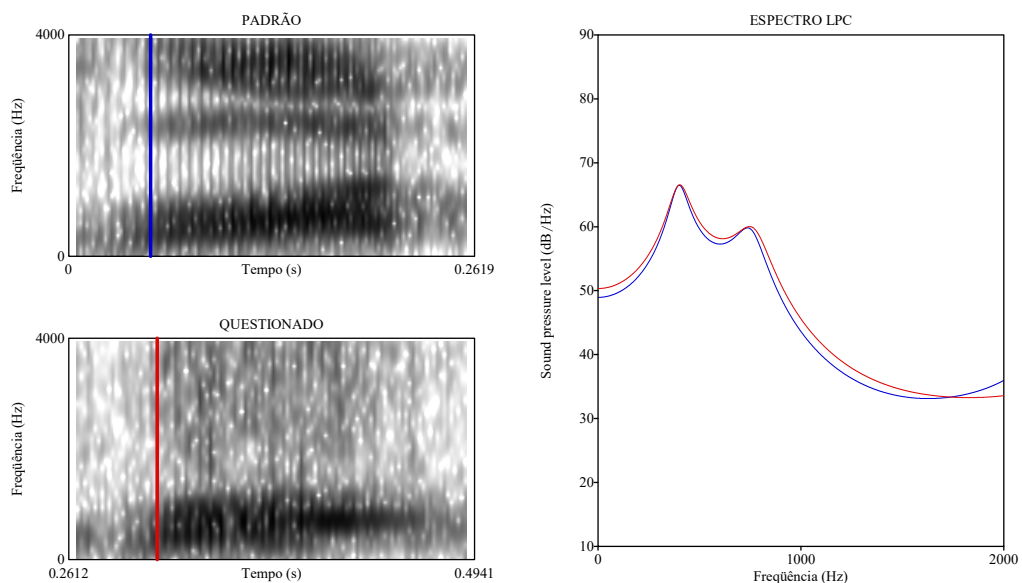 PADRÃO
4000
Freqüência (Hz)
0
0
Tempo (s)
0.2619
QUESTIONADO
4000
Freqüência (Hz)
0
0.2612
Tempo (s)
0.4941
ESPECTRO LPC
90
80
70
60
50
40
30
20
10
Sound pressure level (dB/Hz)
0
1000
2000
Freqüência (Hz)